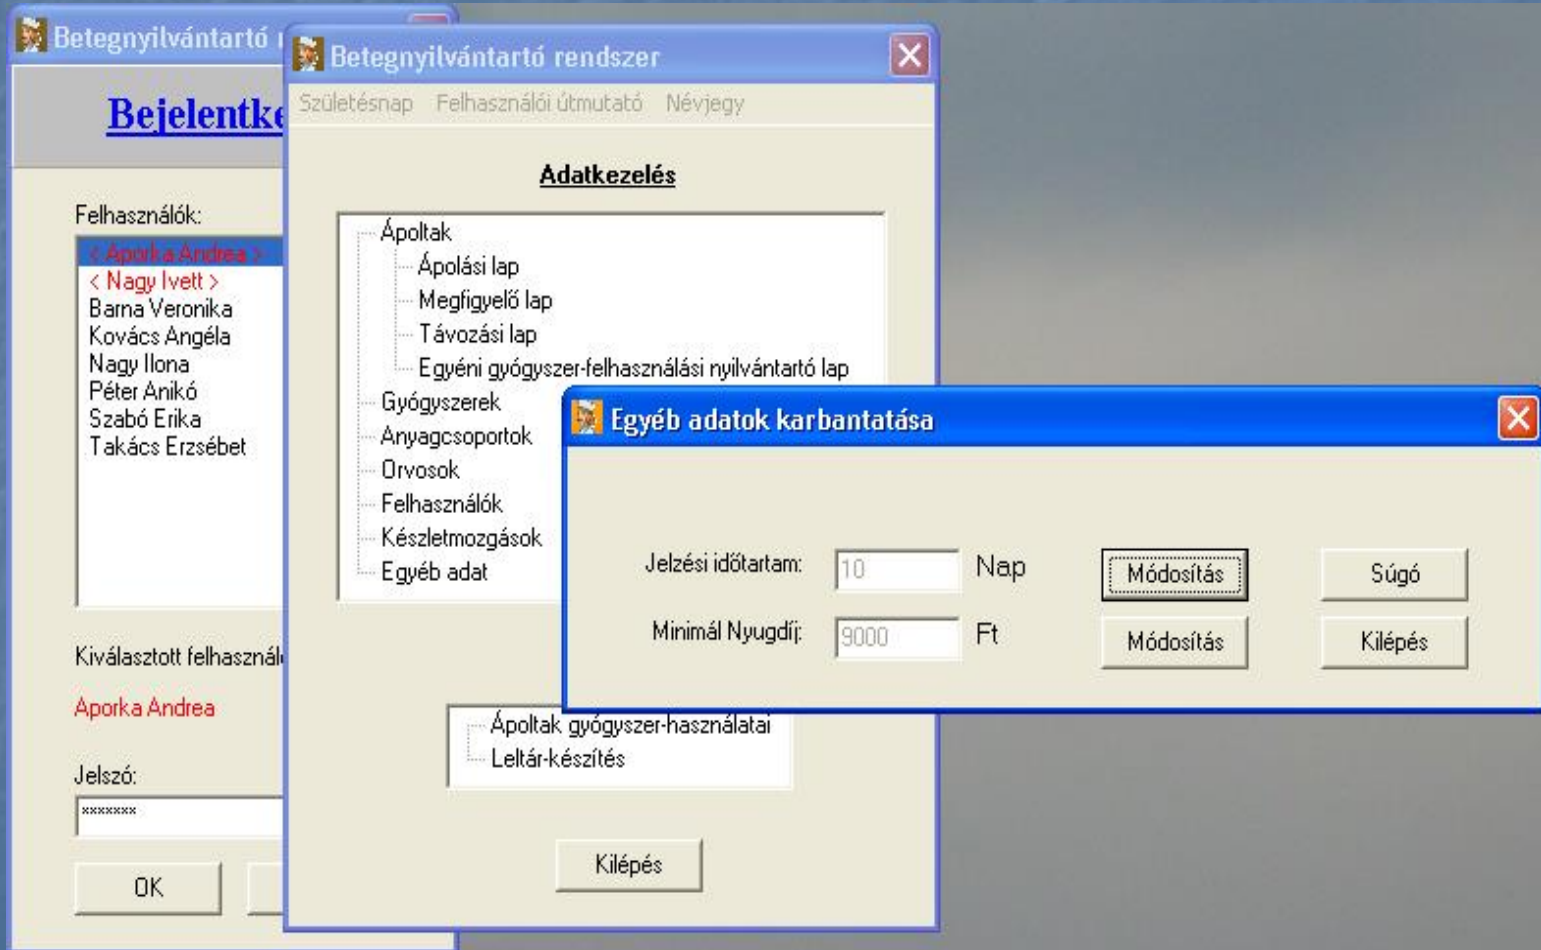 Betegnyilvántartó
Bejelentke
Felhasználók:
< Aporka Andrea >
< Nagy Ivett >
Barna Veronika
Kovács Angéla
Nagy Ilona
Péter Anikó
Szabó Erika
Takács Erzsébet
Kiválasztott felhasznál
Aporka Andrea
Jelszó:
*******
OK
Betegnyilvántartó rendszer
Születésnap Felhasználói útmutató Névjegy
Adatkezelés
Ápoltak
Ápolási lap
Megfigyelő lap
Távozási lap
Egyéni gyógyszer-felhasználási nyilvántartó lap
Gyógyszerek
Anyagcsoportok
Orvosok
Felhasználók
Készletmozgások
Egyéb adat
Ápoltak gyógyszer-használatai
Leltár-készítés
Kilépés
Egyéb adatok karbantatása
Jelzési időtartam: 10 Nap Módosítás Súgó
Minimál Nyugdíj: 9000 Ft Módosítás Kilépés